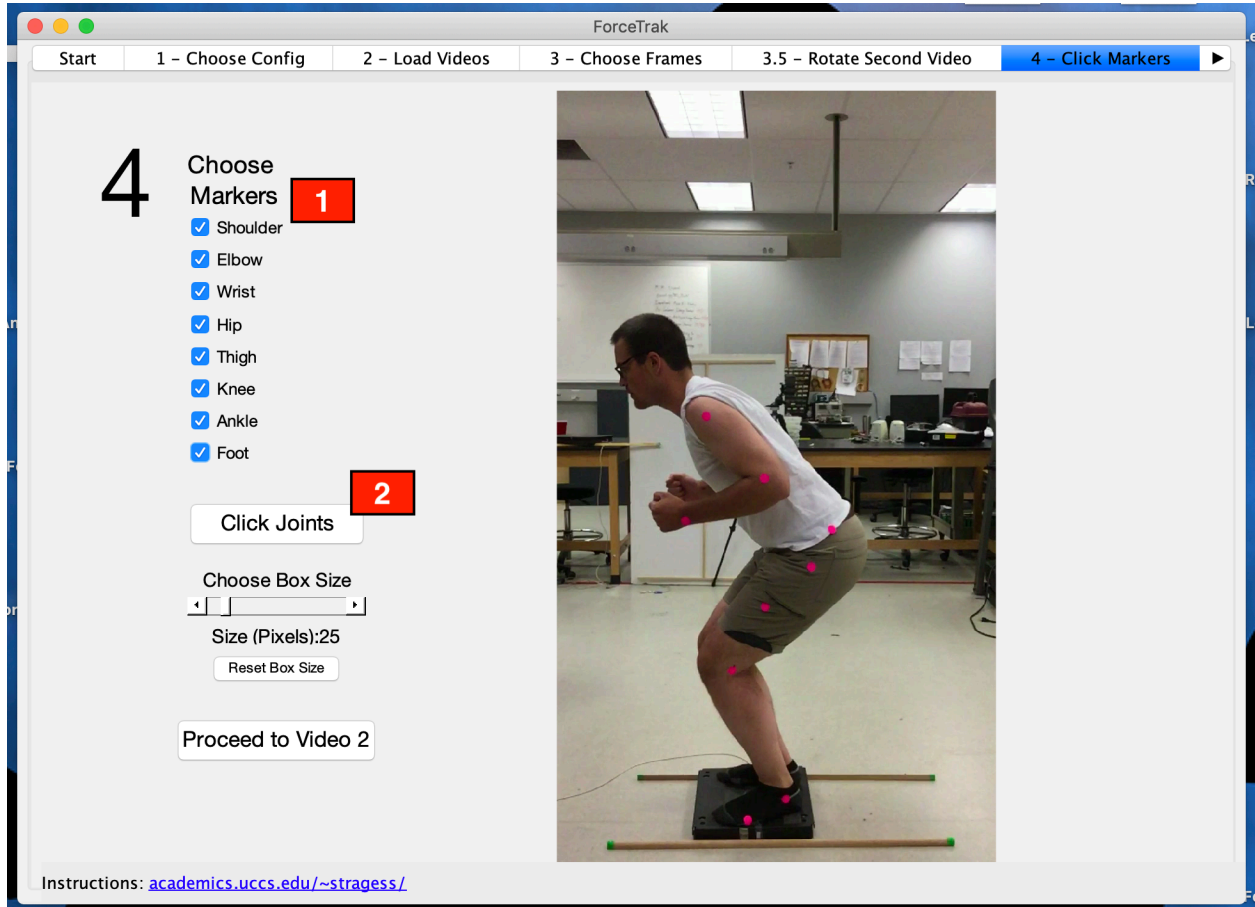 ForceTrak
Start
1 – Choose Config
2 – Load Videos
3 – Choose Frames
3.5 – Rotate Second Video
4 – Click Markers
4
Choose
Markers
1
Shoulder
Elbow
Wrist
Hip
Thigh
Knee
Ankle
Foot
2
Click Joints
Choose Box Size
Size (Pixels):25
Reset Box Size
Proceed to Video 2
Instructions: academics.uccs.edu/~stragess/